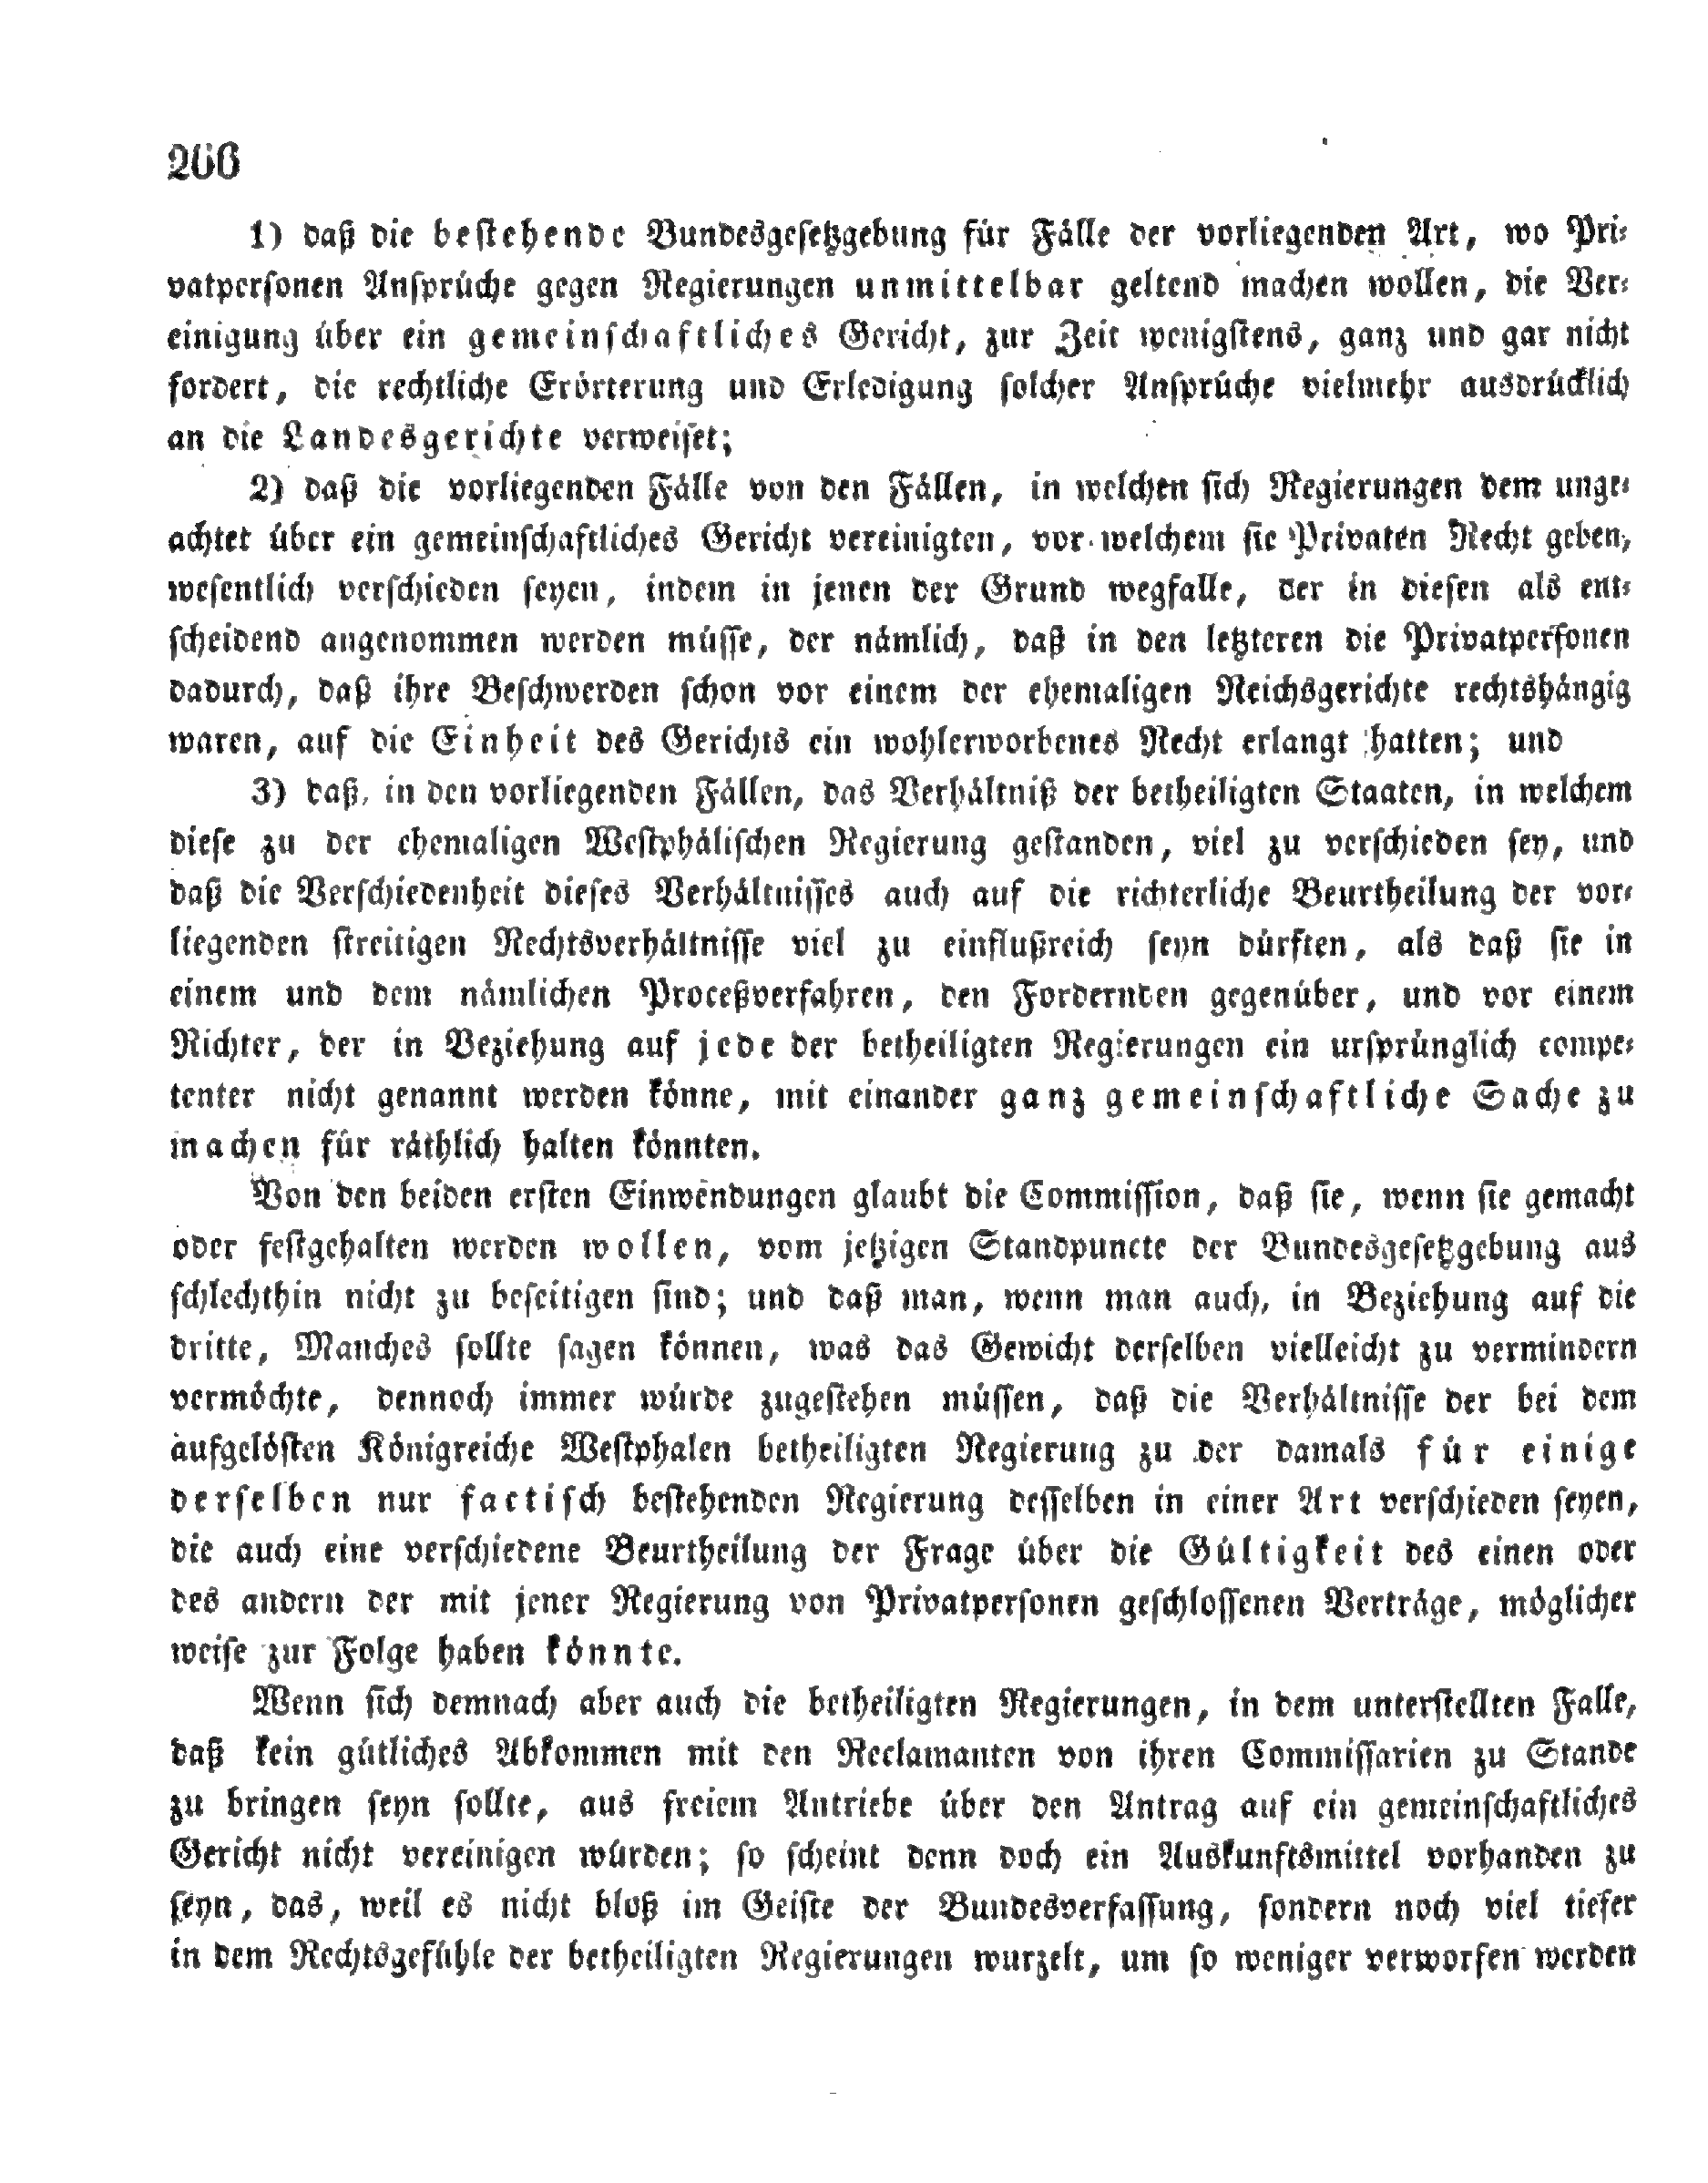 266
1) daß die bestehende Bundesgesetzgebung für Fälle der vorliegenden Art, wo Pri-
vatpersonen Ansprüche gegen Regierungen unmittelbar geltend machen wollen, die Ver-
einigung über ein gemeinschaftliches Gericht, zur Zeit wenigstens, ganz und gar nicht
fordert, die rechtliche Erörterung und Erledigung solcher Ansprüche vielmehr ausdrücklich
an die Landesgerichte verweiset;
2) daß die vorliegenden Fälle von den Fällen, in welchen sich Regierungen dem unge-
achtet über ein gemeinschaftliches Gericht vereinigten, vor welchem sie Privaten Recht geben,
wesentlich verschieden seyen, indem in jenen der Grund wegfalle, der in diesen als ent-
scheidend angenommen werden müsse, der nämlich, daß in den letzteren die Privatpersonen
dadurch, daß ihre Beschwerden schon vor einem der ehemaligen Reichsgerichte rechtshängig
waren, auf die Einheit des Gerichts ein wohlerworbenes Recht erlangt hatten; und
3) daß, in den vorliegenden Fällen, das Verhältniß der betheiligten Staaten, in welchem
diese zu der ehemaligen Westphälischen Regierung gestanden, viel zu verschieden sey, und
daß die Verschiedenheit dieses Verhältnisses auch auf die richterliche Beurtheilung der vor-
liegenden streitigen Rechtsverhältnisse viel zu einflußreich seyn dürften, als daß sie in
einem und dem nämlichen Proceßverfahren, den Fordernden gegenüber, und vor einem
Richter, der in Beziehung auf jede der betheiligten Regierungen ein ursprünglich compe-
tenter nicht genannt werden könne, mit einander ganz gemeinschaftliche Sache zu
machen für räthlich halten könnten.
Von den beiden ersten Einwendungen glaubt die Commission, daß sie, wenn sie gemacht
oder festgehalten werden wollen, vom jetzigen Standpuncte der Bundesgesetzgebung aus
schlechthin nicht zu beseitigen sind; und daß man, wenn man auch, in Beziehung auf die
dritte, Manches sollte sagen können, was das Gewicht derselben vielleicht zu vermindern
vermöchte, dennoch immer würde zugestehen müssen, daß die Verhältnisse der bei dem
aufgelösten Königreiche Westphalen betheiligten Regierung zu der damals für einige
derselben nur factisch bestehenden Regierung desselben in einer Art verschieden seyen,
die auch eine verschiedene Beurtheilung der Frage über die Gültigkeit des einen oder
des andern der mit jener Regierung von Privatpersonen geschlossenen Verträge, möglicher
weise zur Folge haben könnte.
Wenn sich demnach aber auch die betheiligten Regierungen, in dem unterstellten Falle,
daß kein gütliches Abkommen mit den Reclamanten von ihren Commissarien zu Stande
zu bringen seyn sollte, aus freiem Antriebe über den Antrag auf ein gemeinschaftliches
Gericht nicht vereinigen würden; so scheint denn doch ein Auskunftsmittel vorhanden zu
seyn, das, weil es nicht bloß im Geiste der Bundesverfassung, sondern noch viel tiefer
in dem Rechtsgefühle der betheiligten Regierungen wurzelt, um so weniger verworfen werden